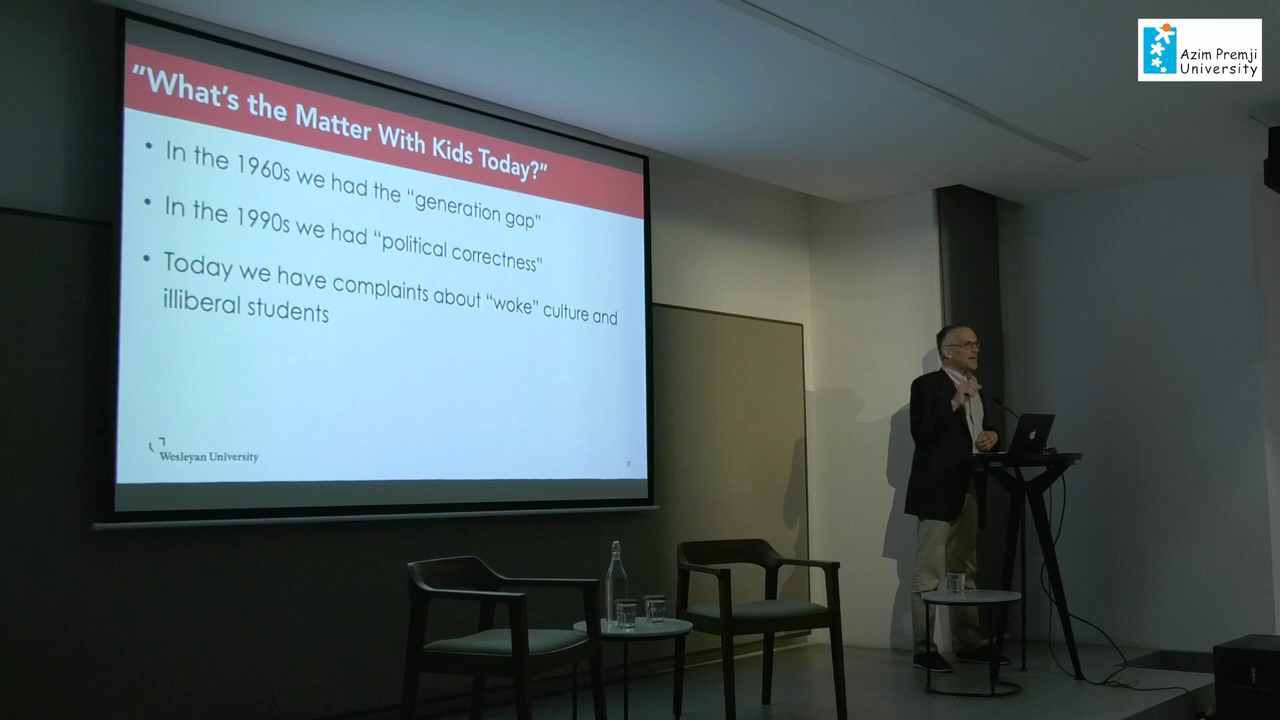 Azim Premji
University
“What’s the Matter With Kids Today?”
• In the 1960s we had the “generation gap”
• In the 1990s we had “political correctness”
• Today we have complaints about “woke” culture and
illiberal students
Wesleyan University